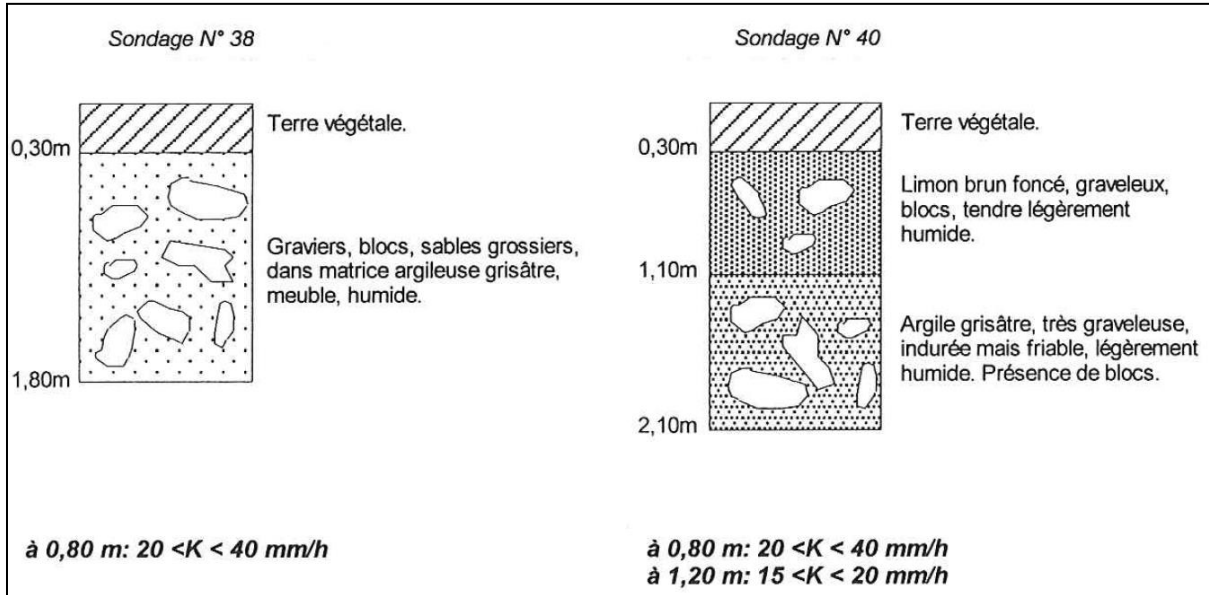 Sondage N° 38
Terre végétale.
0,30m
Graviers, blocs, sables grossiers,
dans matrice argileuse grisâtre,
meuble, humide.
1,80m
à 0,80 m: 20 <K < 40 mm/h
Sondage N° 40
Terre végétale.
0,30m
Limon brun foncé, graveleux,
blocs, tendre légèrement
humide.
1,10m
Argile grisâtre, très graveleuse,
indurée mais friable, légèrement
humide. Présence de blocs.
2,10m
à 0,80 m: 20 <K < 40 mm/h
à 1,20 m: 15 <K < 20 mm/h